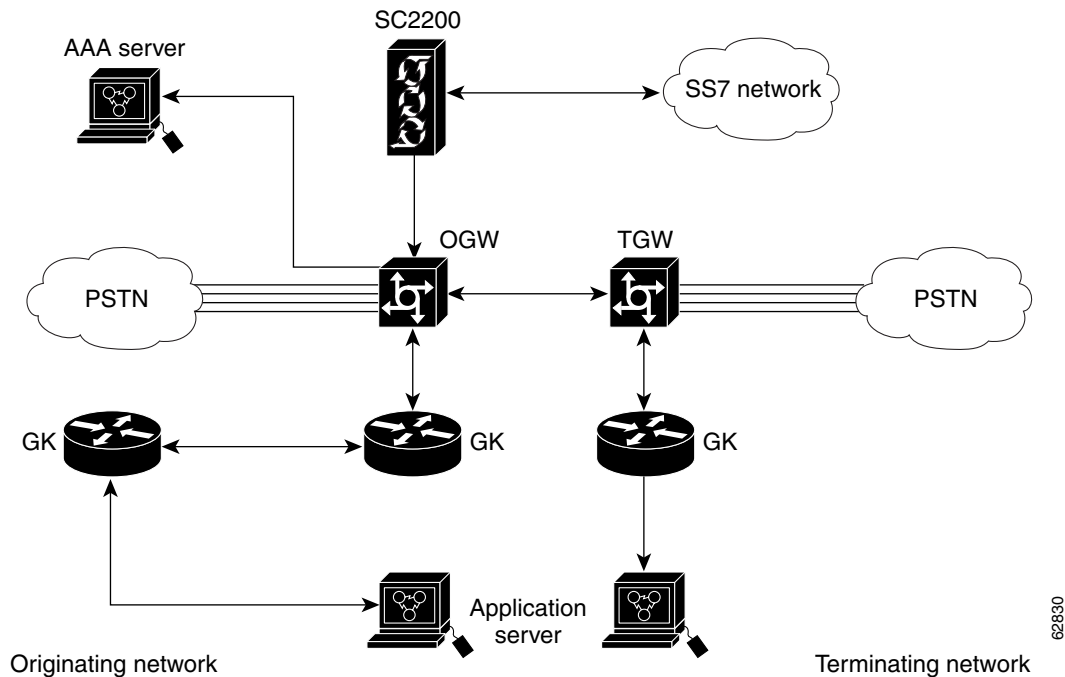 SC2200
AAA server
SS7 network
OGW
TGW
PSTN
PSTN
GK
GK
GK
Application
server
62830
Originating network
Terminating network